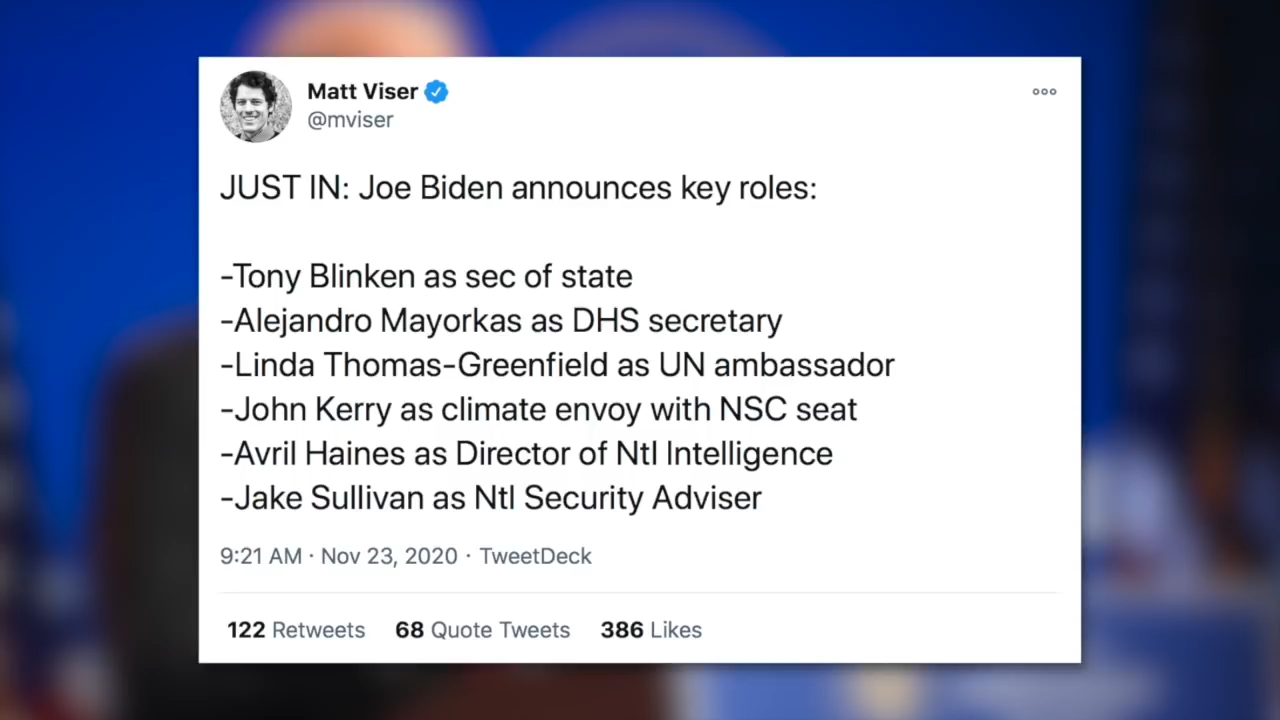 Matt Viser
@mviser
JUST IN: Joe Biden announces key roles:
-Tony Blinken as sec of state
-Alejandro Mayorkas as DHS secretary
-Linda Thomas-Greenfield as UN ambassador
-John Kerry as climate envoy with NSC seat
-Avril Haines as Director of Ntl Intelligence
-Jake Sullivan as Ntl Security Adviser
9:21 AM · Nov 23, 2020 · TweetDeck
122 Retweets 68 Quote Tweets 386 Likes